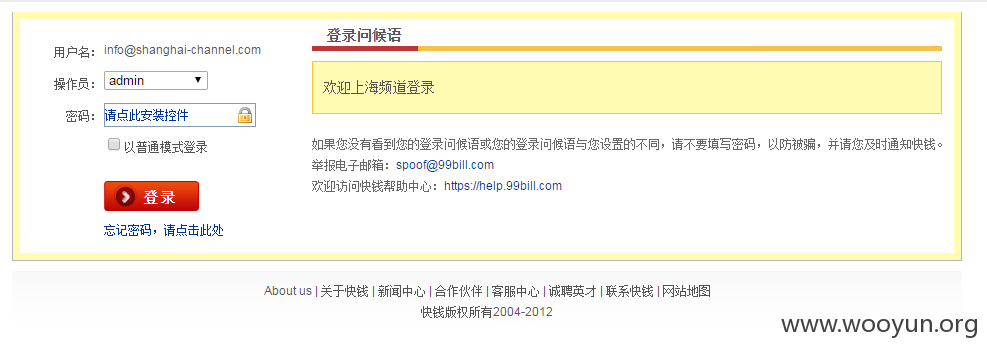 登录问候语
用户名： info@shanghai-channel.com
操作员： admin
欢迎上海频道登录
密码： 请点此安装控件
以普通模式登录
如果您没有看到您的登录问候语或您的登录问候语与您设置的不同，请不要填写密码，以防被骗，并请您及时通知快钱。
举报电子邮箱：spoof@99bill.com
欢迎访问快钱帮助中心：https://help.99bill.com
登录
忘记密码，请点击此处
About us | 关于快钱 | 新闻中心 | 合作伙伴 | 客服中心 | 诚聘英才 | 联系快钱 | 网站地图
快钱版权所有2004-2012
www.wooyun.org